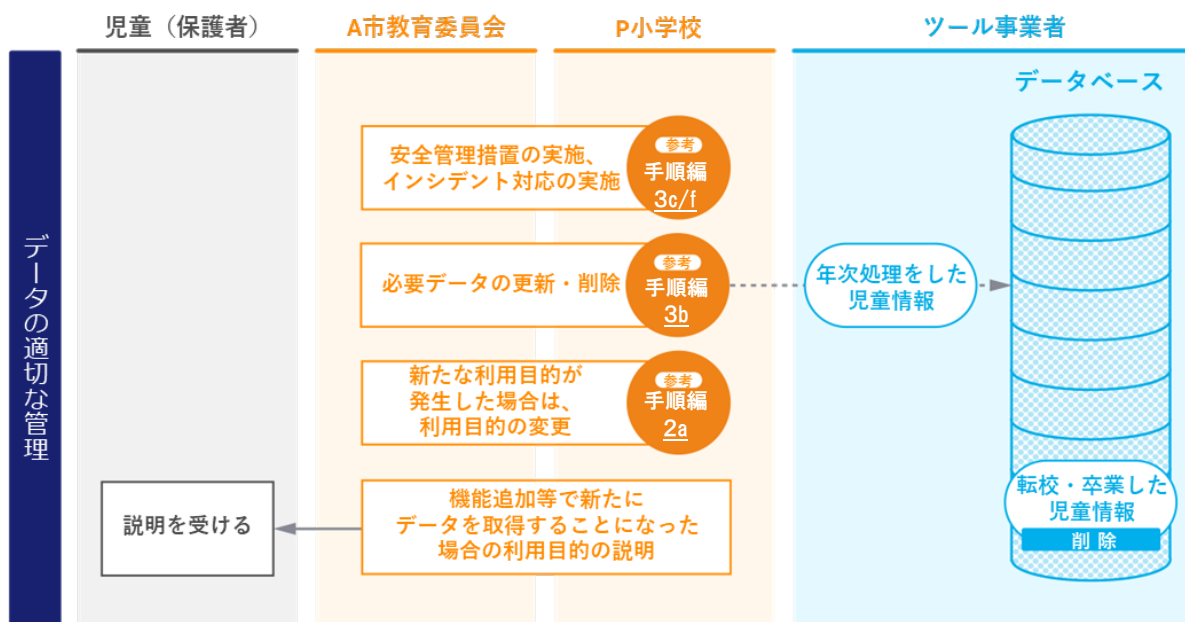 児童（保護者）
A市教育委員会
P小学校
ツール事業者
データの適切な管理
データベース
安全管理措置の実施、
インシデント対応の実施
参考
手順編
3c/f
必要データの更新・削除
参考
手順編
3b
年次処理をした
児童情報
新たな利用目的が
発生した場合は、
利用目的の変更
参考
手順編
2a
説明を受ける
機能追加等で新たに
データを取得することになった
場合の利用目的の説明
転校・卒業した
児童情報
削除